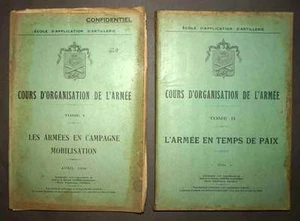 CONFIDENTIEL
ÉCOLE D'APPLICATION D'ARTILLERIE
COURS D'ORGANISATION DE L'ARMÉE
TOME I
LES ARMÉES EN CAMPAGNE
MOBILISATION
ÉCOLE D'APPLICATION D'ARTILLERIE
COURS D'ORGANISATION DE L'ARMÉE
TOME II
L'ARMÉE EN TEMPS DE PAIX